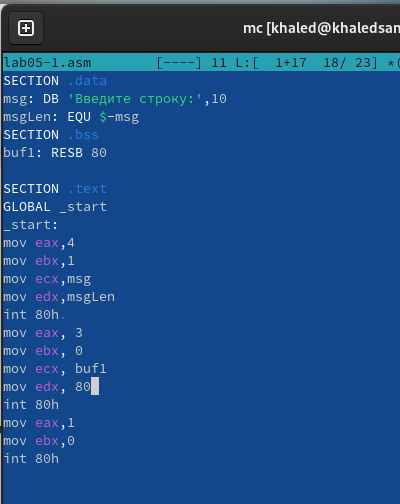 mc [khaled@khaledsan
lab05-1.asm [----] 11 L:[ 1+17 18/ 23] *(
SECTION .data
msg: DB 'Введите строку:',10
msgLen: EQU $-msg
SECTION .bss
buf1: RESB 80
SECTION .text
GLOBAL _start
_start:
mov eax,4
mov ebx,1
mov ecx,msg
mov edx,msgLen
int 80h.
mov eax, 3
mov ebx, 0
mov ecx, buf1
mov edx, 80
int 80h
mov eax,1
mov ebx,0
int 80h